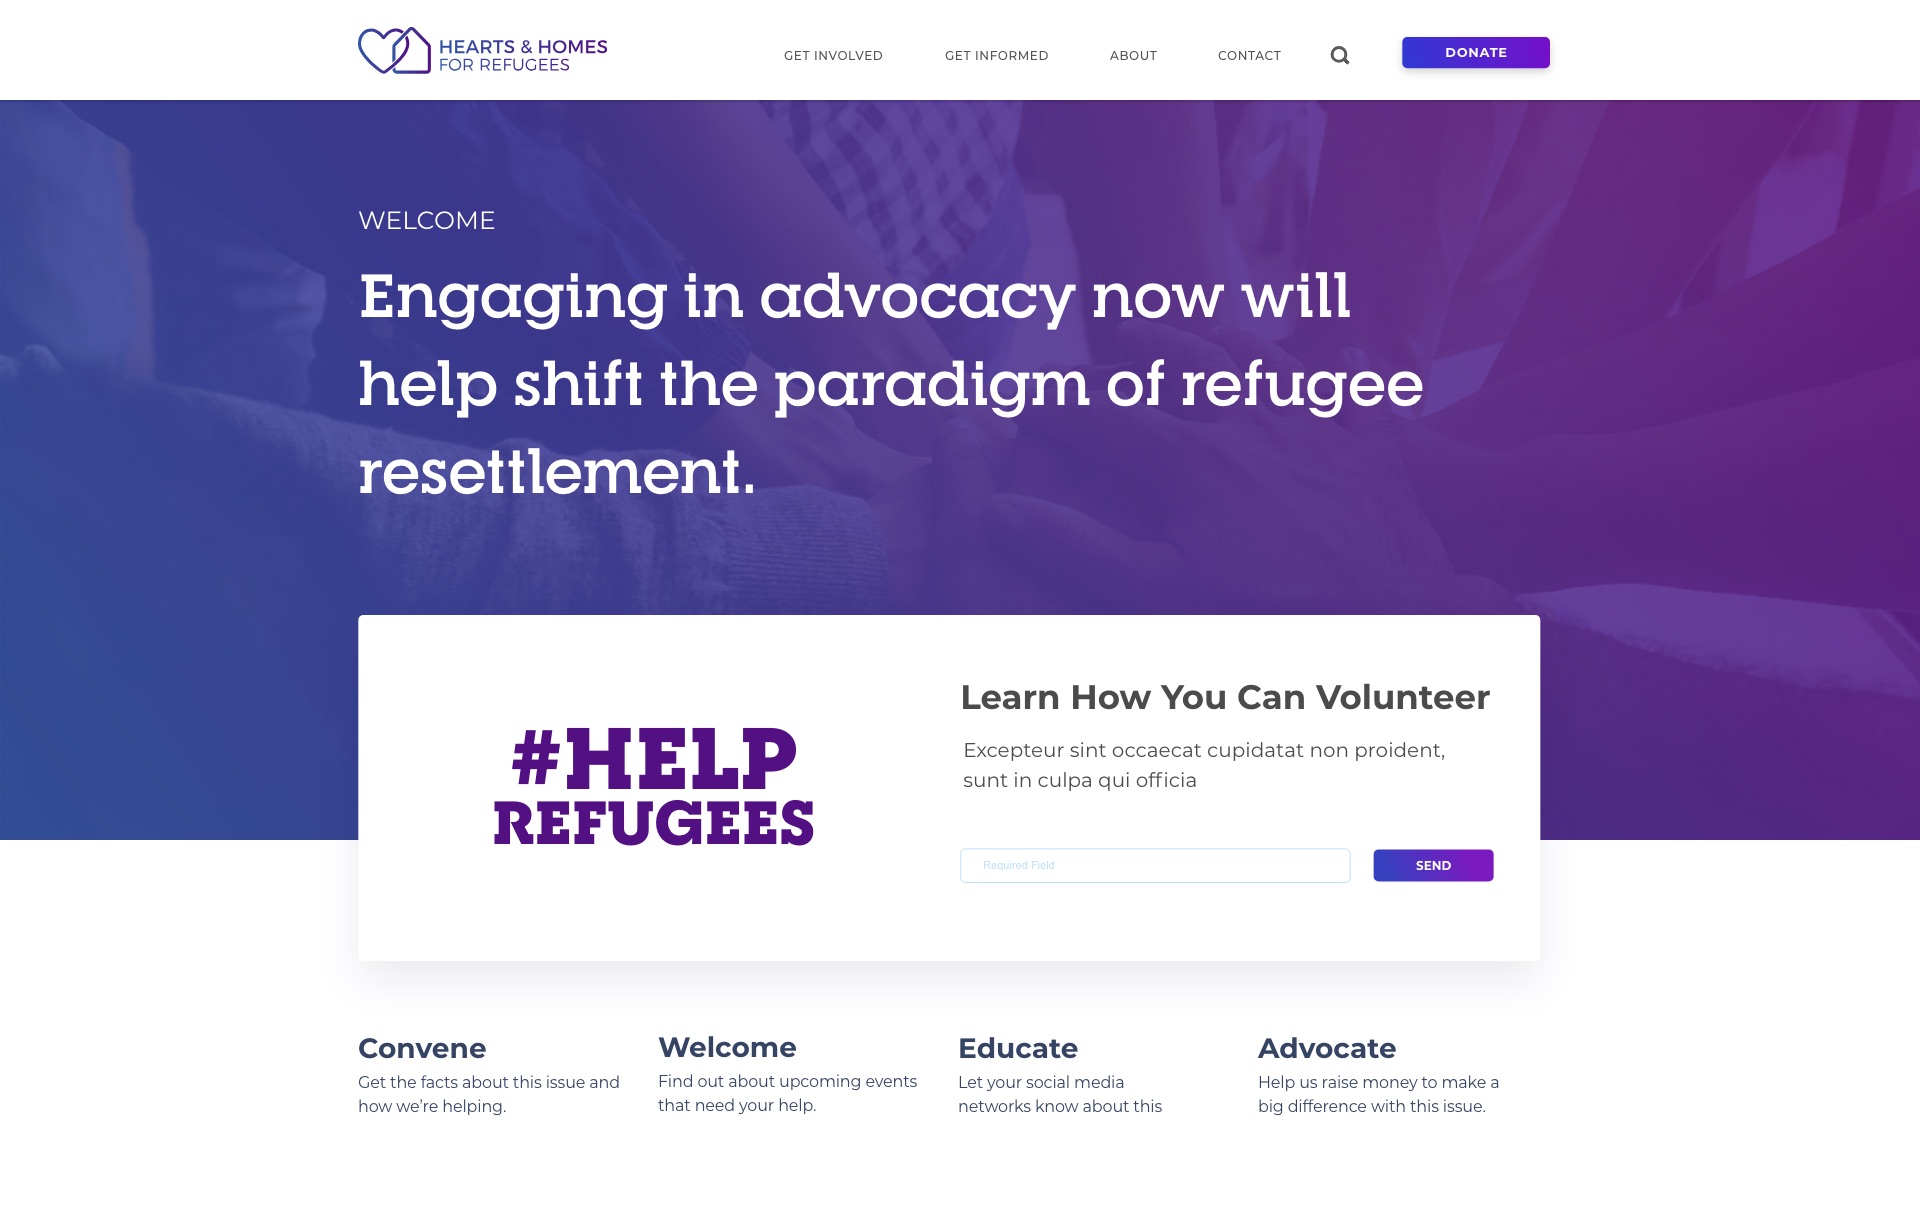 HEARTS & HOMES
FOR REFUGEES
GET INVOLVED
GET INFORMED
ABOUT
CONTACT
DONATE
WELCOME
Engaging in advocacy now will
help shift the paradigm of refugee
resettlement.
#HELP
REFUGEES
Learn How You Can Volunteer
Excepteur sint occaecat cupidatat non proident,
sunt in culpa qui officia
Required Field
SEND
Convene
Get the facts about this issue and
how we’re helping.
Welcome
Find out about upcoming events
that need your help.
Educate
Let your social media
networks know about this
Advocate
Help us raise money to make a
big difference with this issue.